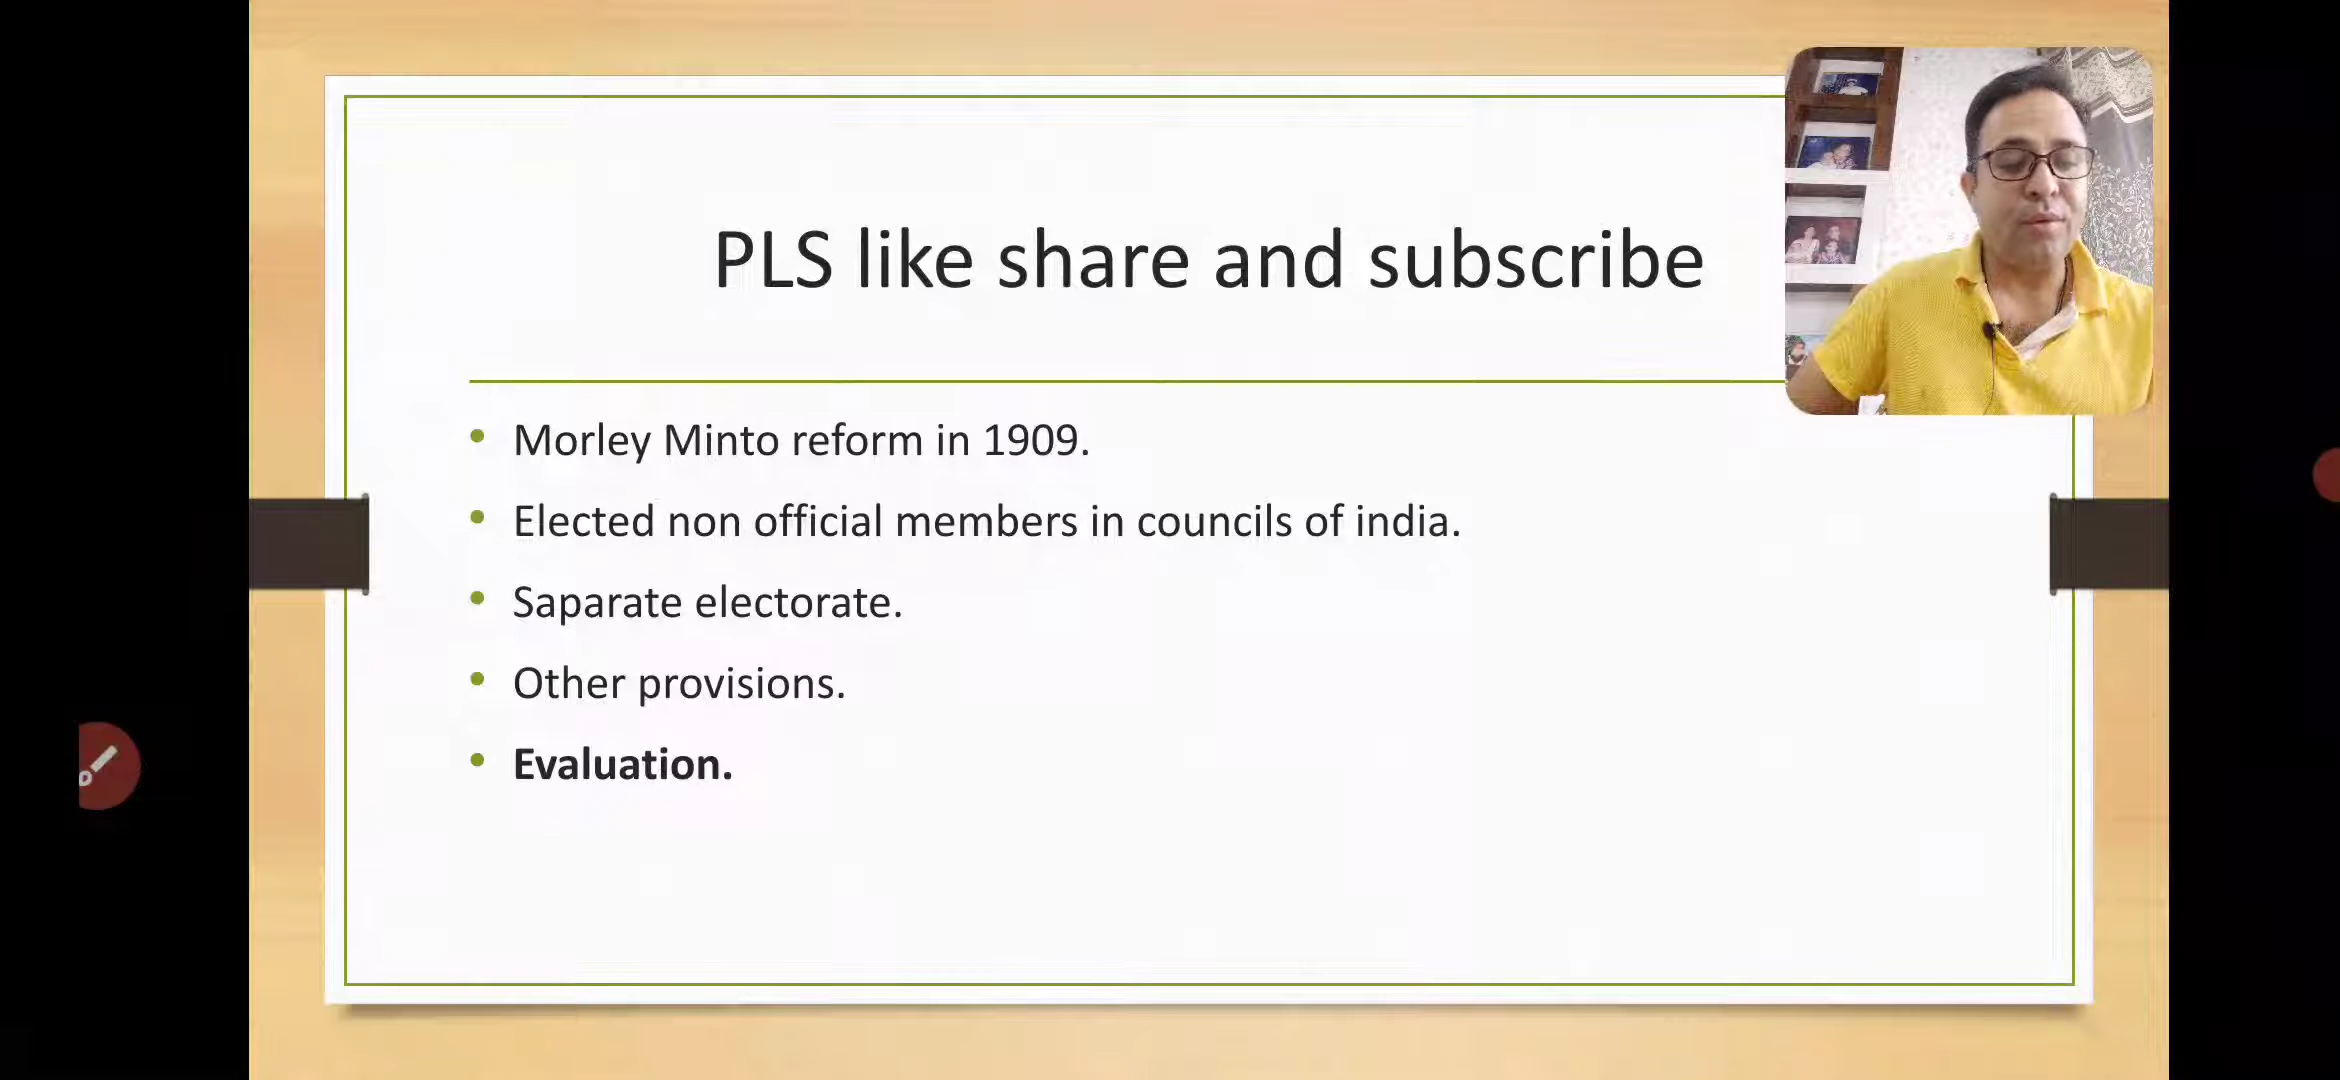 PLS like share and subscribe
Morley Minto reform in 1909.
Elected non official members in councils of india.
Saparate electorate.
Other provisions.
Evaluation.